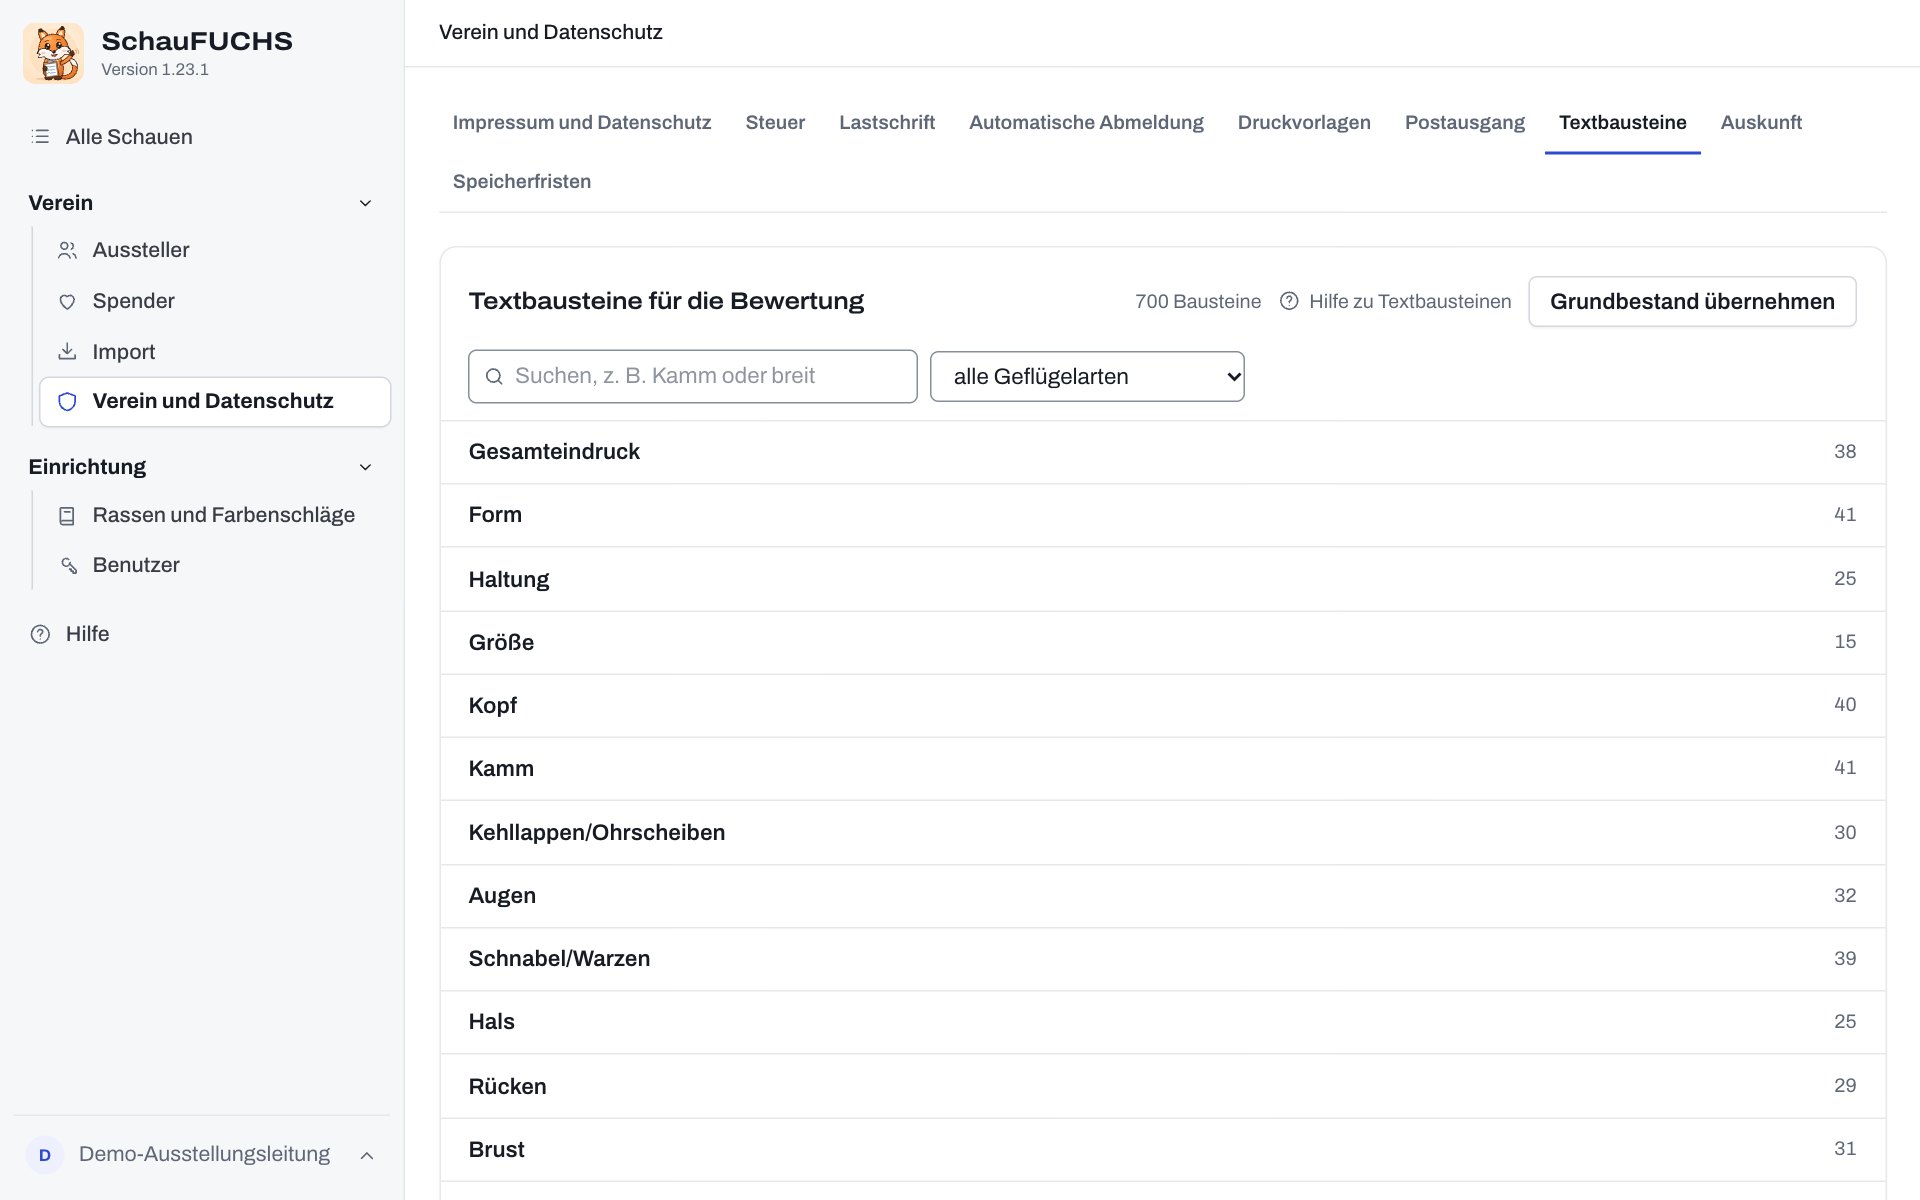 SchauFUCHS
Version 1.23.1
Alle Schauen
Verein
Aussteller
Spender
Import
Verein und Datenschutz
Einrichtung
Rassen und Farbenschläge
Benutzer
Hilfe
D Demo-Ausstellungsleitung
Verein und Datenschutz
Impressum und Datenschutz Steuer Lastschrift Automatische Abmeldung Druckvorlagen Postausgang Textbausteine Auskunft
Speicherfristen
Textbausteine für die Bewertung 700 Bausteine Hilfe zu Textbausteinen Grundbestand übernehmen
Suchen, z. B. Kamm oder breit alle Geflügelarten
Gesamteindruck 38
Form 41
Haltung 25
Größe 15
Kopf 40
Kamm 41
Kehllappen/Ohrscheiben 30
Augen 32
Schnabel/Warzen 39
Hals 25
Rücken 29
Brust 31